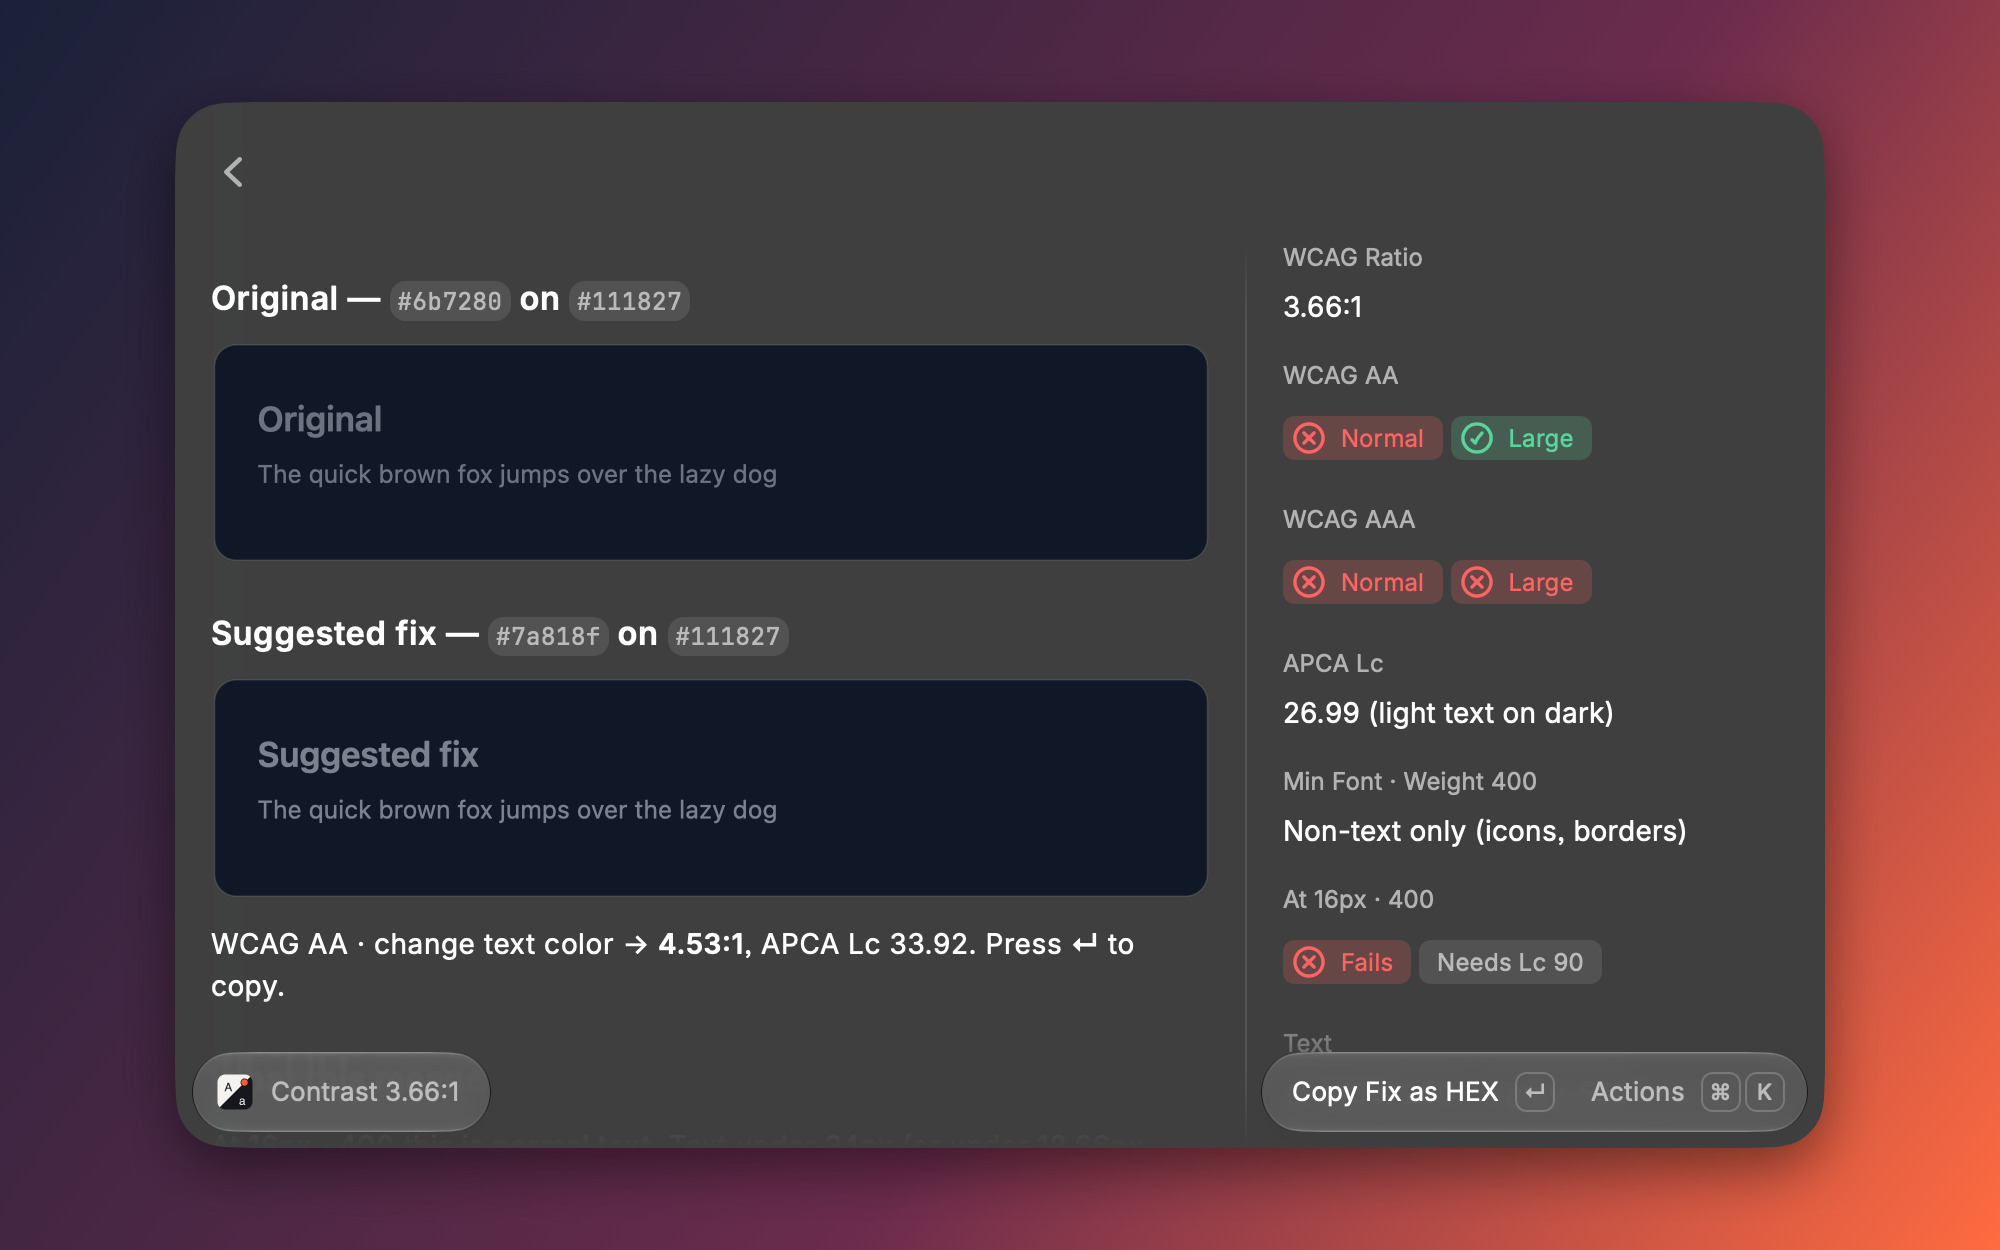 Original — #6b7280 on #111827
Original
The quick brown fox jumps over the lazy dog
Suggested fix — #7a818f on #111827
Suggested fix
The quick brown fox jumps over the lazy dog
WCAG AA · change text color → 4.53:1, APCA Lc 33.92. Press ↵ to
copy.
WCAG Ratio
3.66:1
WCAG AA
Normal Large
WCAG AAA
Normal Large
APCA Lc
26.99 (light text on dark)
Min Font · Weight 400
Non-text only (icons, borders)
At 16px · 400
Fails Needs Lc 90
Text
A a Contrast 3.66:1
Copy Fix as HEX ↵ Actions ⌘ K